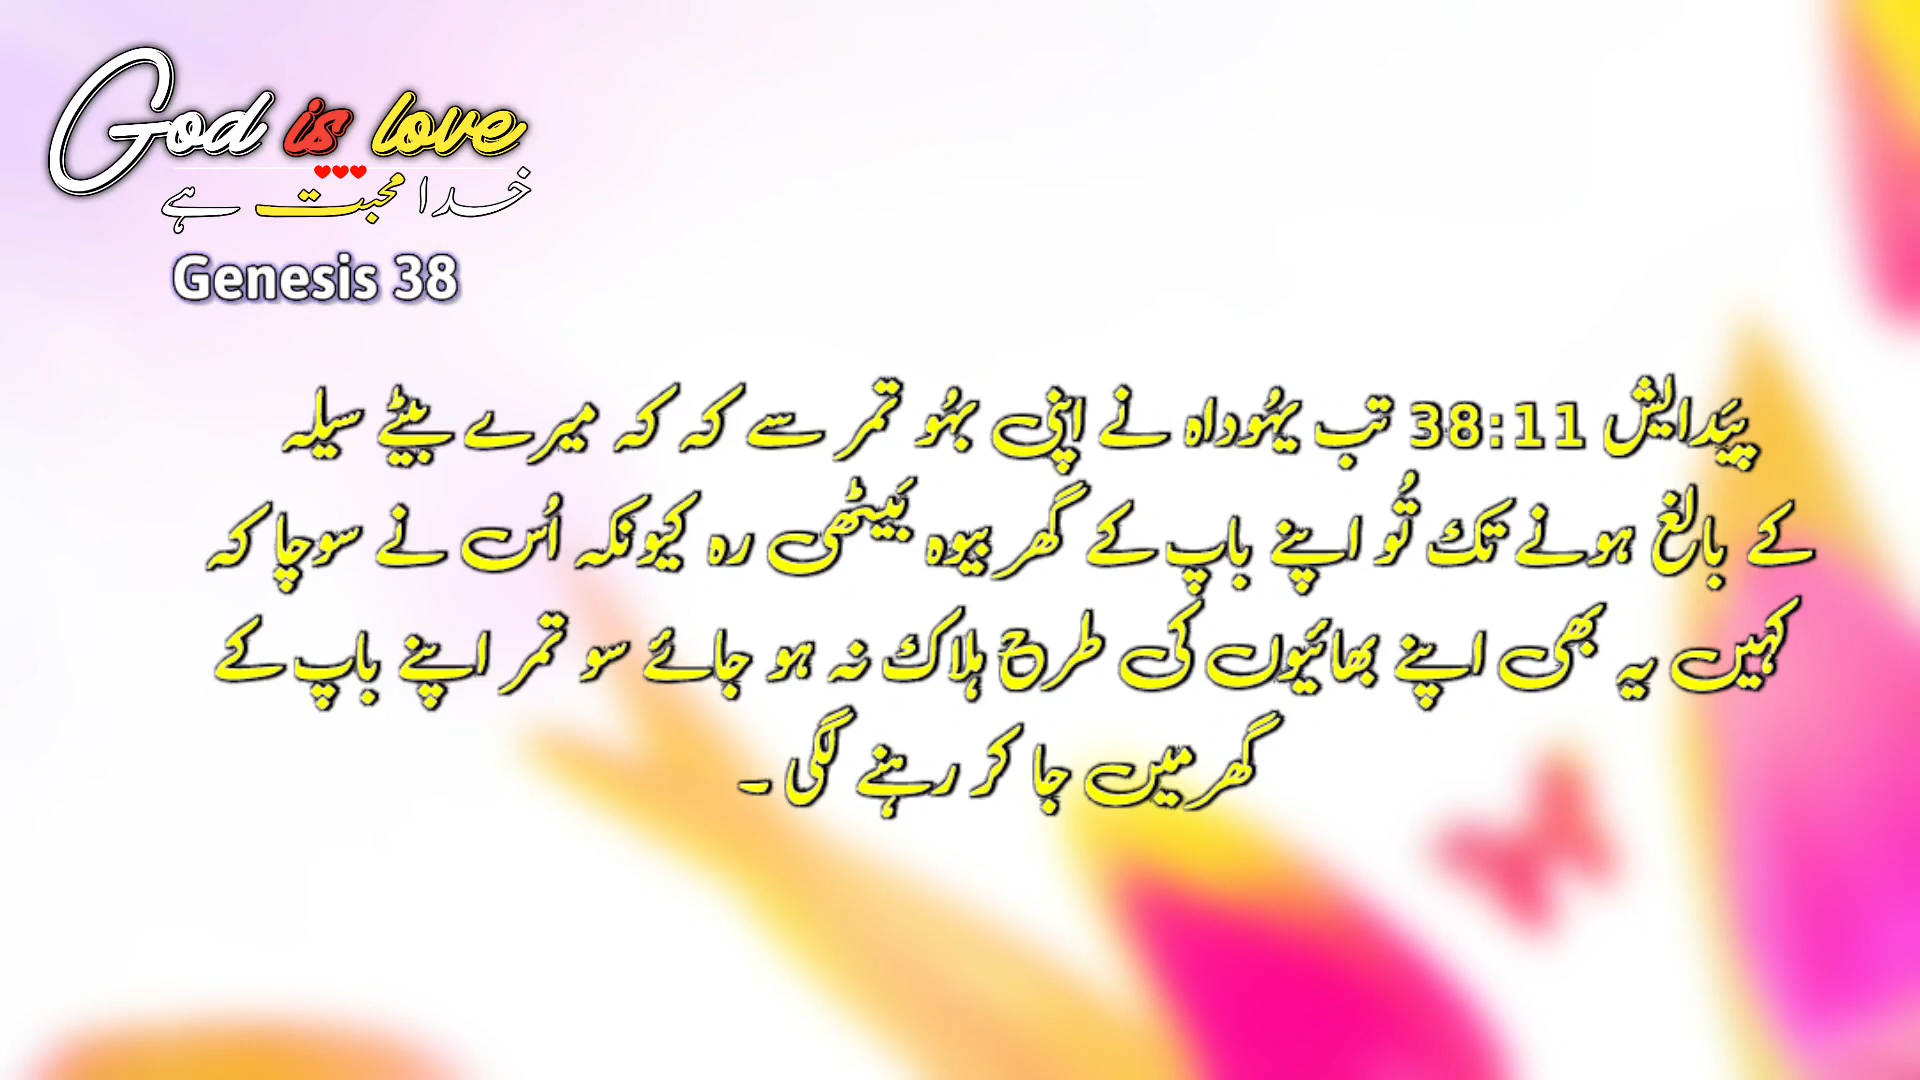 God is love
خدا محبت ہے
Genesis 38
پَیدایش 38:11 تب یہُوداہ نے اپنی بہُو تمر سے کہ کہ میرے بیٹے سیلہ
کے بالغ ہونے تک تُو اپنے باپ کے گھر بیوہ بَیٹھی رہ کیونکہ اُس نے سوچا کہ
کہیں یہ بھی اپنے بھائیوں کی طرح ہلاک نہ ہو جائے سو تمر اپنے باپ کے
گھر میں جا کر رہنے لگی ۔